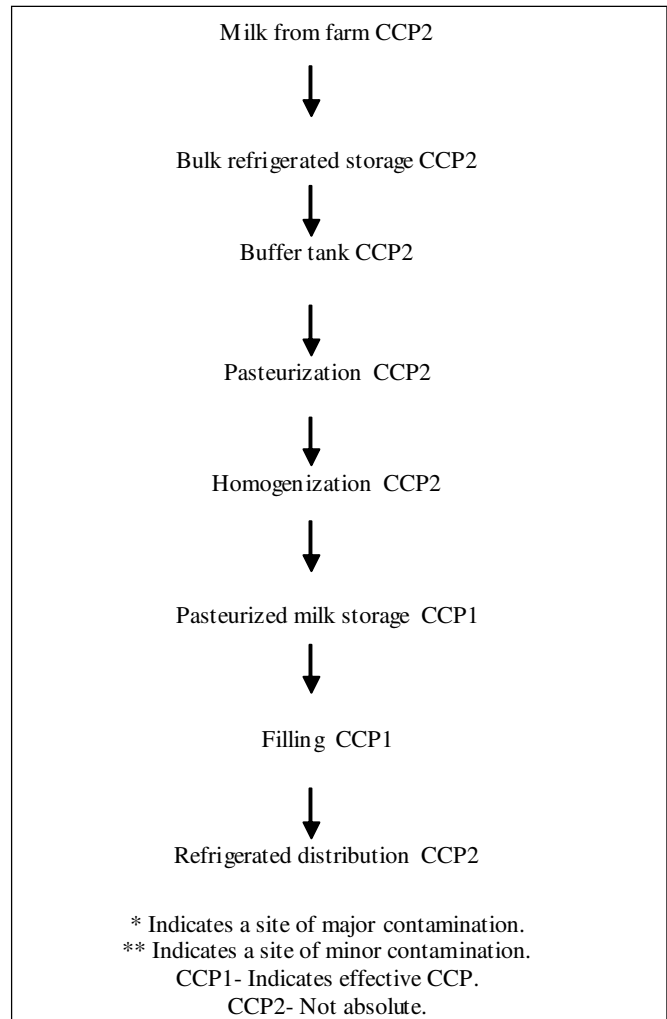 Milk from farm CCP2
Bulk refrigerated storage CCP2
Buffer tank CCP2
Pasteurization CCP2
Homogenization CCP2
Pasteurized milk storage CCP1
Filling CCP1
Refrigerated distribution CCP2
* Indicates a site of major contamination.
** Indicates a site of minor contamination.
CCP1- Indicates effective CCP.
CCP2- Not absolute.